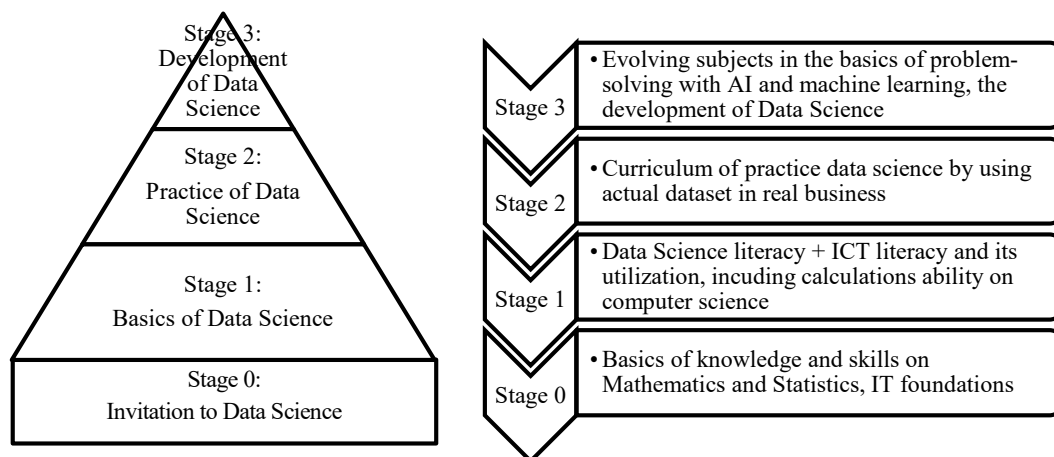 Stage 3:
Development
of Data
Science
Stage 2:
Practice of Data
Science
Stage 1:
Basics of Data Science
Stage 0:
Invitation to Data Science
Stage 3
• Evolving subjects in the basics of problem-
solving with AI and machine learning, the
development of Data Science
Stage 2
• Curriculum of practice data science by using
actual dataset in real business
Stage 1
• Data Science literacy + ICT literacy and its
utilization, incuding calculations ability on
computer science
Stage 0
• Basics of knowledge and skills on
Mathematics and Statistics, IT foundations